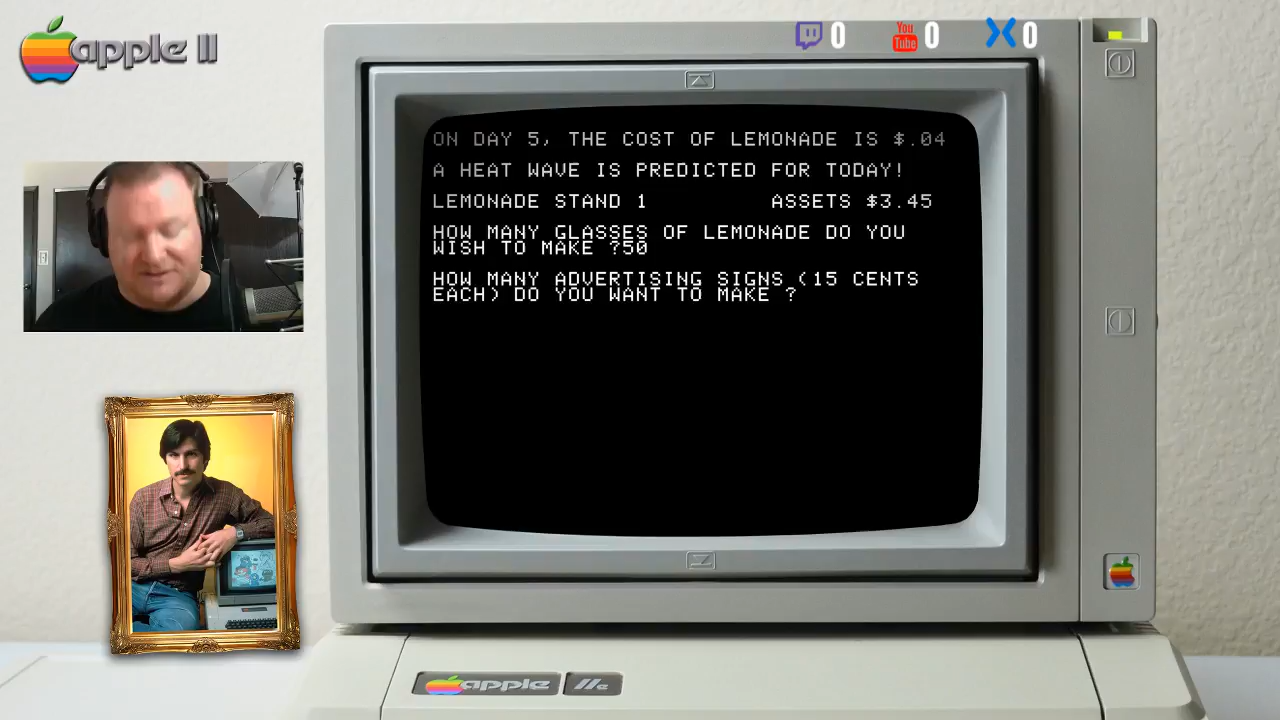 apple II
0
You
Tube
0
0
ON DAY 5, THE COST OF LEMONADE IS $.04
A HEAT WAVE IS PREDICTED FOR TODAY!
LEMONADE STAND 1 ASSETS $3.45
HOW MANY GLASSES OF LEMONADE DO YOU
WISH TO MAKE ?50
HOW MANY ADVERTISING SIGNS (15 CENTS
EACH) DO YOU WANT TO MAKE ?
apple IIe